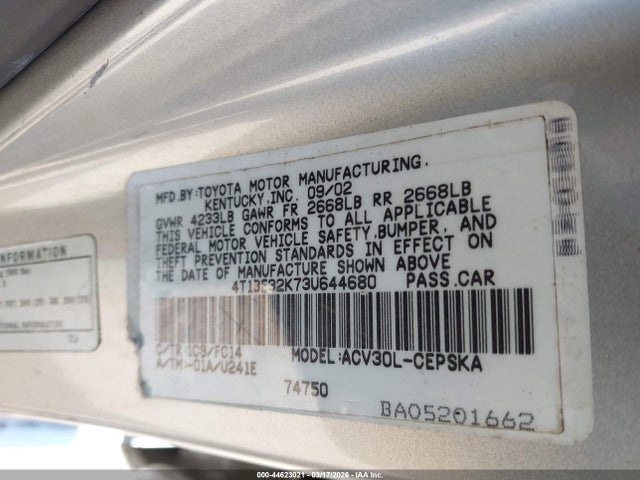 MFD.BY:TOYOTA MOTOR MANUFACTURING.
KENTUCKY.INC. 09/02
GVWR 4233LB GAWR FR 2668LB RR 2668LB
THIS VEHICLE CONFORMS TO ALL APPLICABLE
FEDERAL MOTOR VEHICLE SAFETY,BUMPER, AND
THEFT PREVENTION STANDARDS IN EFFECT ON
THE DATE OF MANUFACTURE SHOWN ABOVE
PASS.CAR
C/TR: 1C8/FC14
MODEL:ACV30L-CEPSKA
A/TM:-01A/U241E
74750
BA05201662
INFORMATION
000-44623021 - 03/17/2026 - IAAI.COM